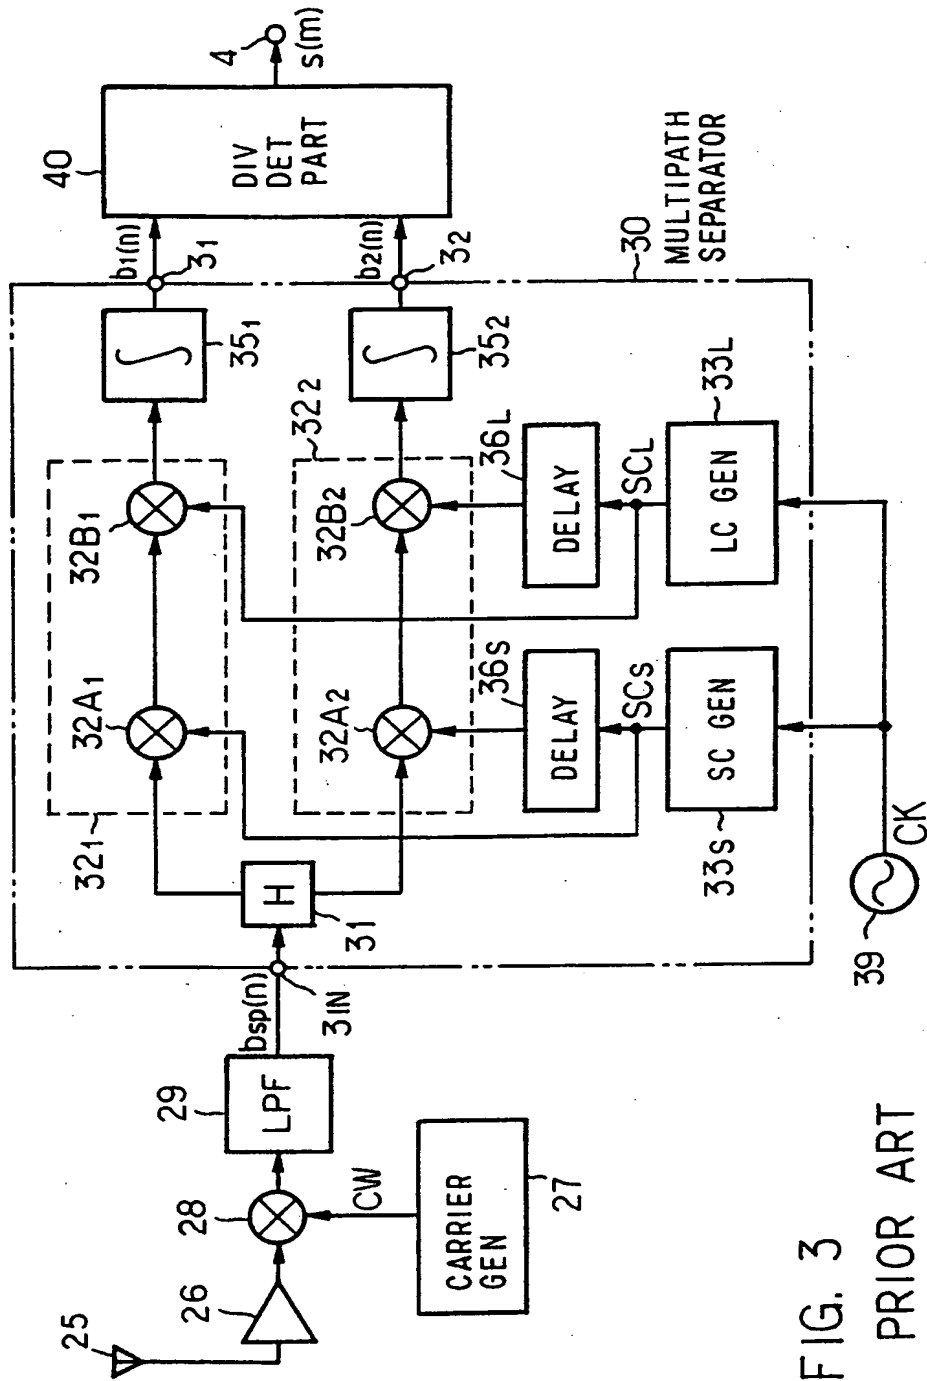 25
26
28
CW
CARRIER
GEN
27
29
LPF
bsp(n)
3IN
H
31
321
32A1
32B1
351
b1(n)
31
322
32A2
32B2
352
b2(n)
32
40
DIV
DET
PART
4
s(m)
30
MULTIPATH
SEPARATOR
36S
DELAY
SCS
SC GEN
33S
36L
DELAY
SCL
LC GEN
33L
39
CK
FIG. 3
PRIOR ART